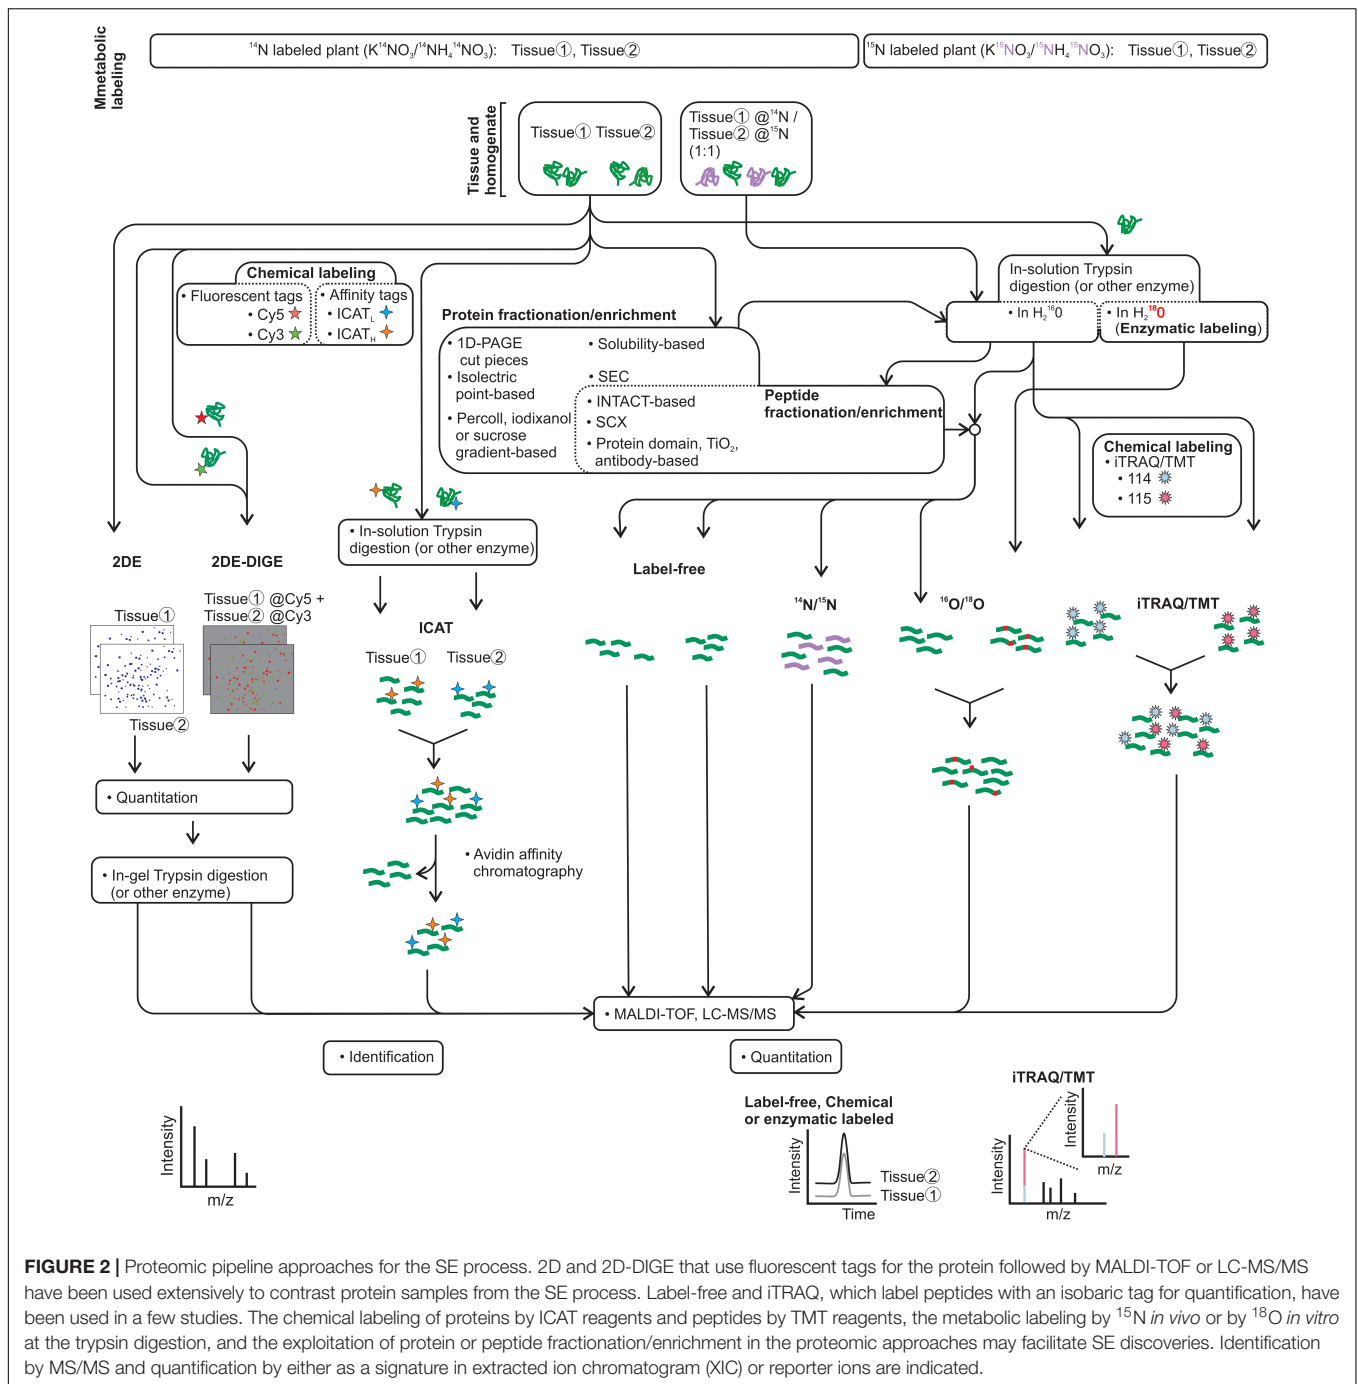 Mmetabolic
labeling
¹⁴N labeled plant (K¹⁴NO₃/¹⁴NH₄¹⁴NO₃): Tissue①, Tissue②
¹⁵N labeled plant (K¹⁵NO₃/¹⁵NH₄¹⁵NO₃): Tissue①, Tissue②
Tissue and
homogenate
Tissue① Tissue②
Tissue① @¹⁴N /
Tissue② @¹⁵N
(1:1)
Chemical labeling
• Fluorescent tags
• Cy5
• Cy3
• Affinity tags
• ICAT_L
• ICAT_H
In-solution Trypsin
digestion (or other enzyme)
• In H₂¹⁶0
• In H₂¹⁸0
(Enzymatic labeling)
Protein fractionation/enrichment
• 1D-PAGE
cut pieces
• Isolectric
point-based
• Percoll, iodixanol
or sucrose
gradient-based
• Solubility-based
• SEC
• INTACT-based
• SCX
• Protein domain, TiO₂,
antibody-based
Peptide
fractionation/enrichment
Chemical labeling
• iTRAQ/TMT
• 114
• 115
• In-solution Trypsin
digestion (or other enzyme)
2DE
2DE-DIGE
Label-free
¹⁴N/¹⁵N
¹⁶O/¹⁸O
iTRAQ/TMT
Tissue①
Tissue① @Cy5 +
Tissue② @Cy3
ICAT
Tissue① Tissue②
Tissue②
• Quantitation
• In-gel Trypsin digestion
(or other enzyme)
• Avidin affinity
chromatography
• MALDI-TOF, LC-MS/MS
• Identification
• Quantitation
Intensity
m/z
Label-free, Chemical
or enzymatic labeled
Intensity
Tissue②
Tissue①
Time
iTRAQ/TMT
Intensity
m/z
Intensity
m/z
FIGURE 2 | Proteomic pipeline approaches for the SE process. 2D and 2D-DIGE that use fluorescent tags for the protein followed by MALDI-TOF or LC-MS/MS
have been used extensively to contrast protein samples from the SE process. Label-free and iTRAQ, which label peptides with an isobaric tag for quantification, have
been used in a few studies. The chemical labeling of proteins by ICAT reagents and peptides by TMT reagents, the metabolic labeling by ¹⁵N in vivo or by ¹⁸O in vitro
at the trypsin digestion, and the exploitation of protein or peptide fractionation/enrichment in the proteomic approaches may facilitate SE discoveries. Identification
by MS/MS and quantification by either as a signature in extracted ion chromatogram (XIC) or reporter ions are indicated.